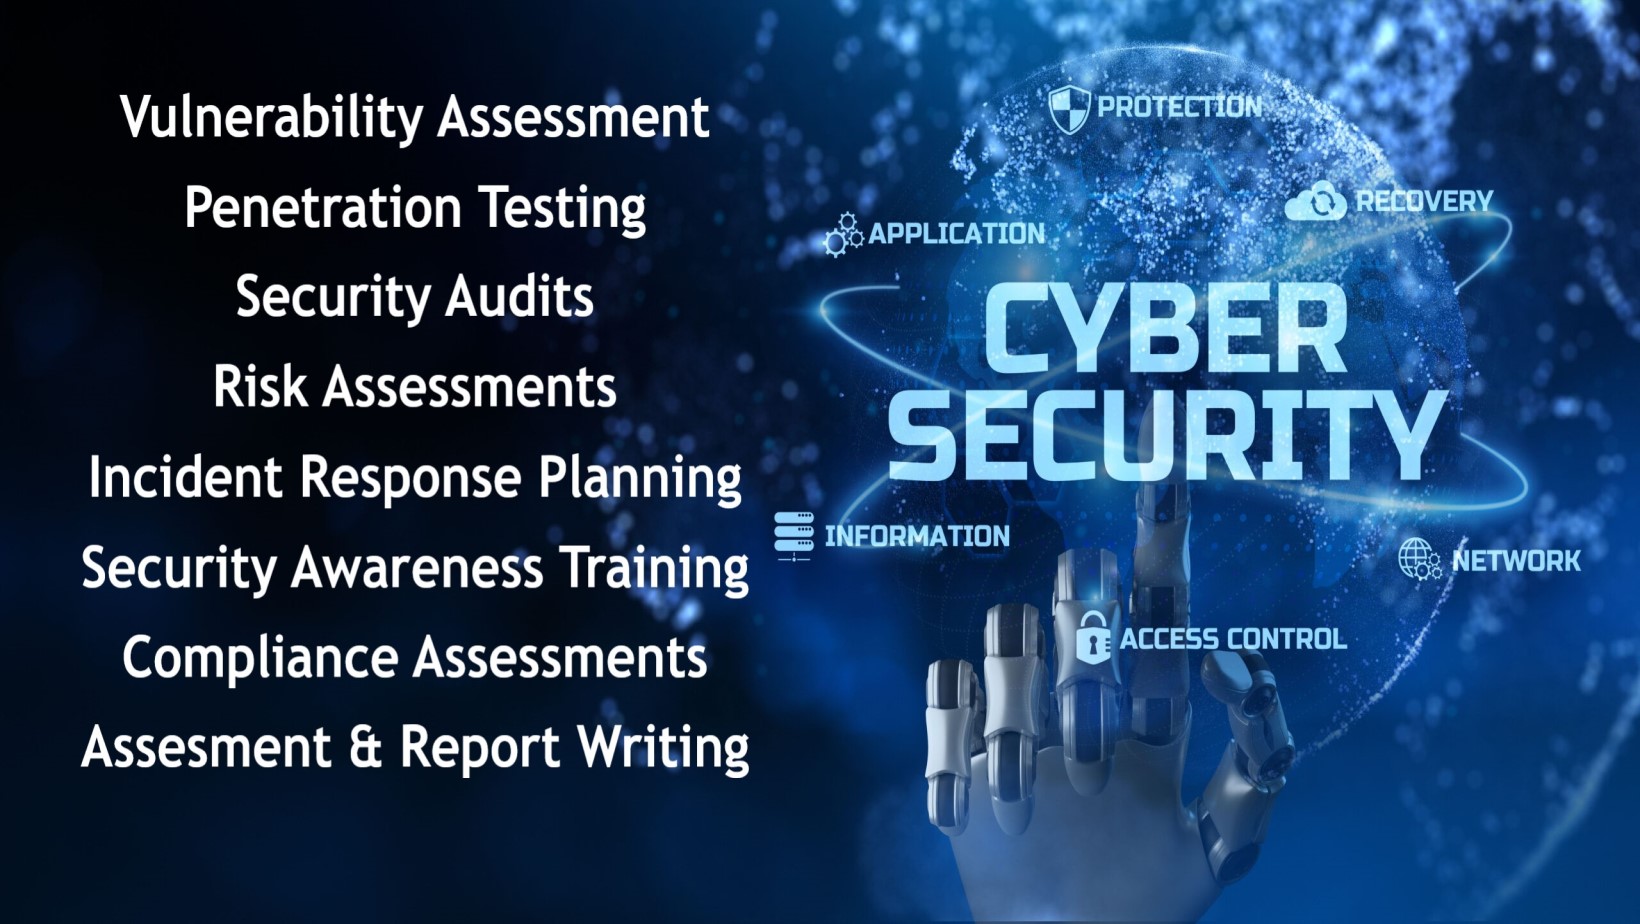 Vulnerability Assessment
Penetration Testing
Security Audits
Risk Assessments
Incident Response Planning
Security Awareness Training
Compliance Assessments
Assesment & Report Writing
PROTECTION
RECOVERY
APPLICATION
CYBER
SECURITY
INFORMATION
NETWORK
ACCESS CONTROL